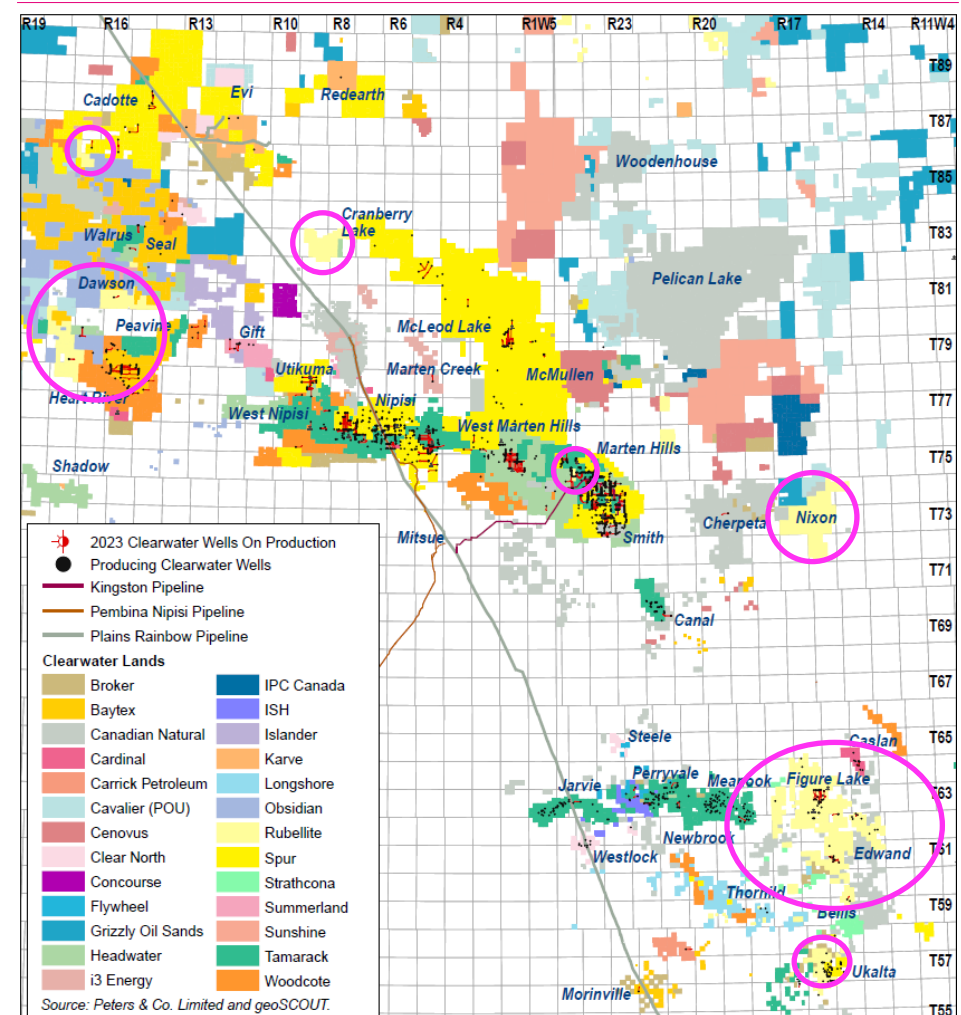 R19 R16 R13 R10 R8 R6 R4 R1W5 R23 R20 R17 R14 R11W4
T89
Cadotte Evi Redearth
T87
Woodenhouse
T85
Cranberry
Lake
Walrus Seal
T83
Pelican Lake
Dawson
T81
Peavine Gift McLeod Lake
T79
Utikuma Marten Creek McMullen
Heart River
T77
West Nipisi Nipisi West Marten Hills Marten Hills
T75
Shadow
Mitsue Smith Cherpeta Nixon
T73
T71
Canal
T69
T67
T65
Steele Caslan
Jarvie Perryvale Meanook Figure Lake
T63
Newbrook
Westlock Edwand
T61
Thornild
Bellis
T59
T57
Ukalta
Morinville
T55
2023 Clearwater Wells On Production
Producing Clearwater Wells
Kingston Pipeline
Pembina Nipisi Pipeline
Plains Rainbow Pipeline
Clearwater Lands
Broker
Baytex
Canadian Natural
Cardinal
Carrick Petroleum
Cavalier (POU)
Cenovus
Clear North
Concourse
Flywheel
Grizzly Oil Sands
Headwater
i3 Energy
IPC Canada
ISH
Islander
Karve
Longshore
Obsidian
Rubellite
Spur
Strathcona
Summerland
Sunshine
Tamarack
Woodcote
Source: Peters & Co. Limited and geoSCOUT.